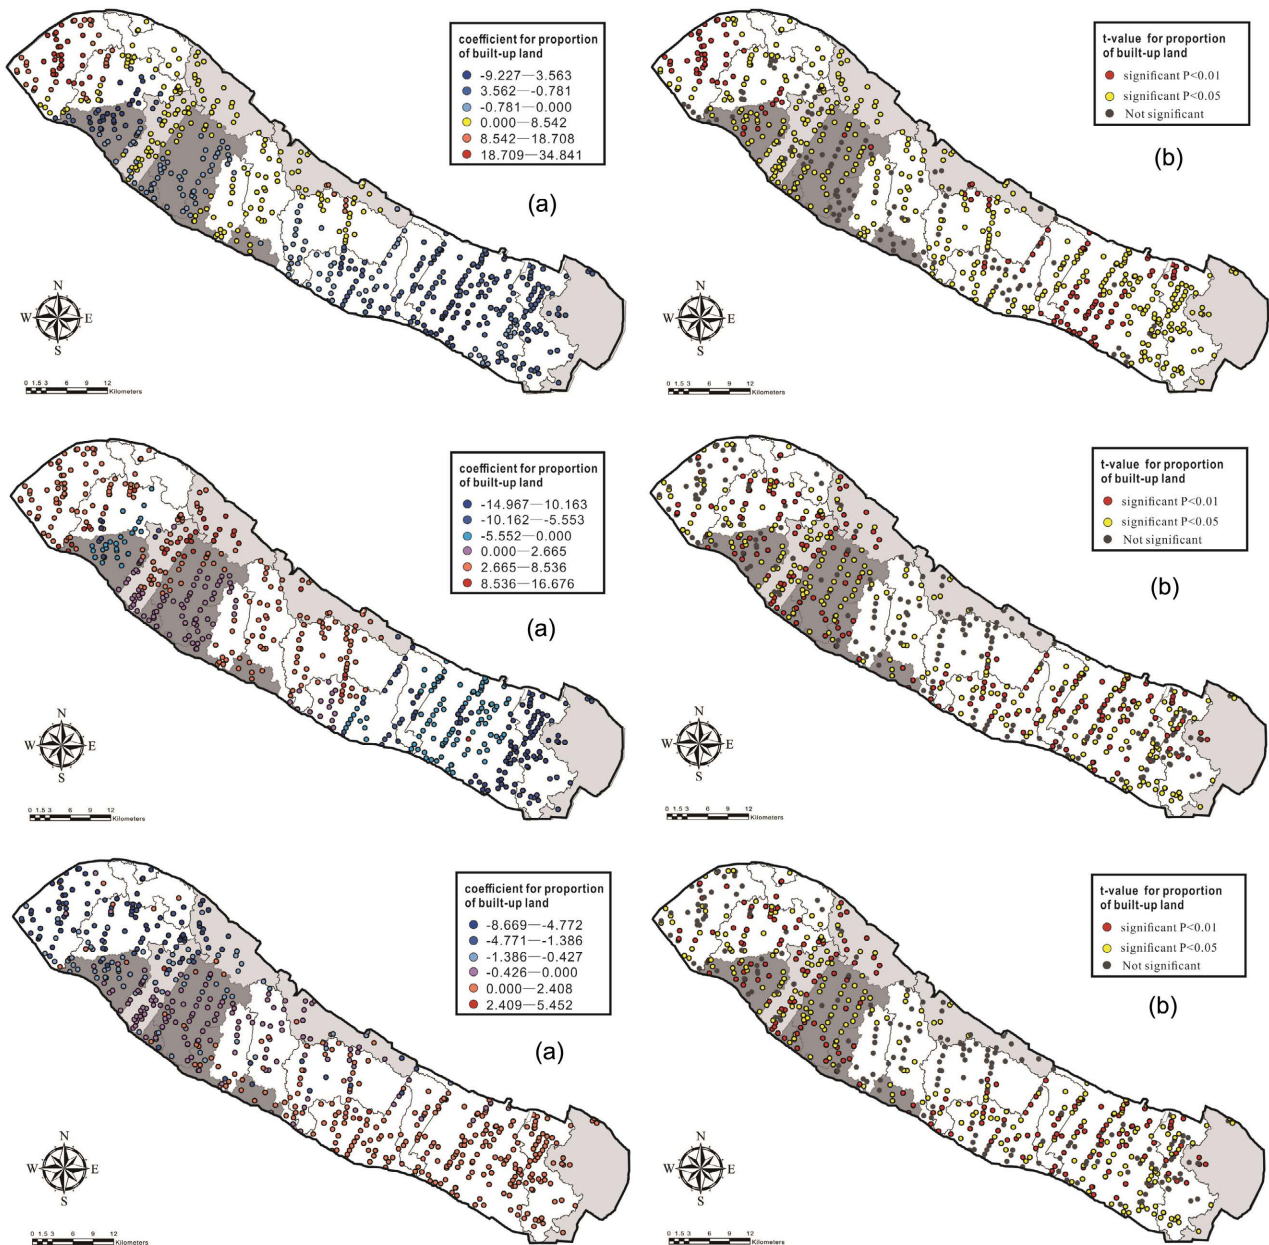 coefficient for proportion
of built-up land
-9.227—3.563
3.562—-0.781
-0.781—0.000
0.000—8.542
8.542—18.708
18.709—34.841
(a)
N
W E
S
0 1.5 3 6 9 12
Kilometers
t-value for proportion
of built-up land
significant P<0.01
significant P<0.05
Not significant
(b)
N
W E
S
0 1.5 3 6 9 12
Kilometers
coefficient for proportion
of built-up land
-14.967—10.163
-10.162—-5.553
-5.552—0.000
0.000—2.665
2.665—8.536
8.536—16.676
(a)
N
W E
S
0 1.5 3 6 9 12
Kilometers
t-value for proportion
of built-up land
significant P<0.01
significant P<0.05
Not significant
(b)
N
W E
S
0 1.5 3 6 9 12
Kilometers
coefficient for proportion
of built-up land
-8.669—-4.772
-4.771—-1.386
-1.386—-0.427
-0.426—0.000
0.000—2.408
2.409—5.452
(a)
N
W E
S
0 1.5 3 6 9 12
Kilometers
t-value for proportion
of built-up land
significant P<0.01
significant P<0.05
Not significant
(b)
N
W E
S
0 1.5 3 6 9 12
Kilometers